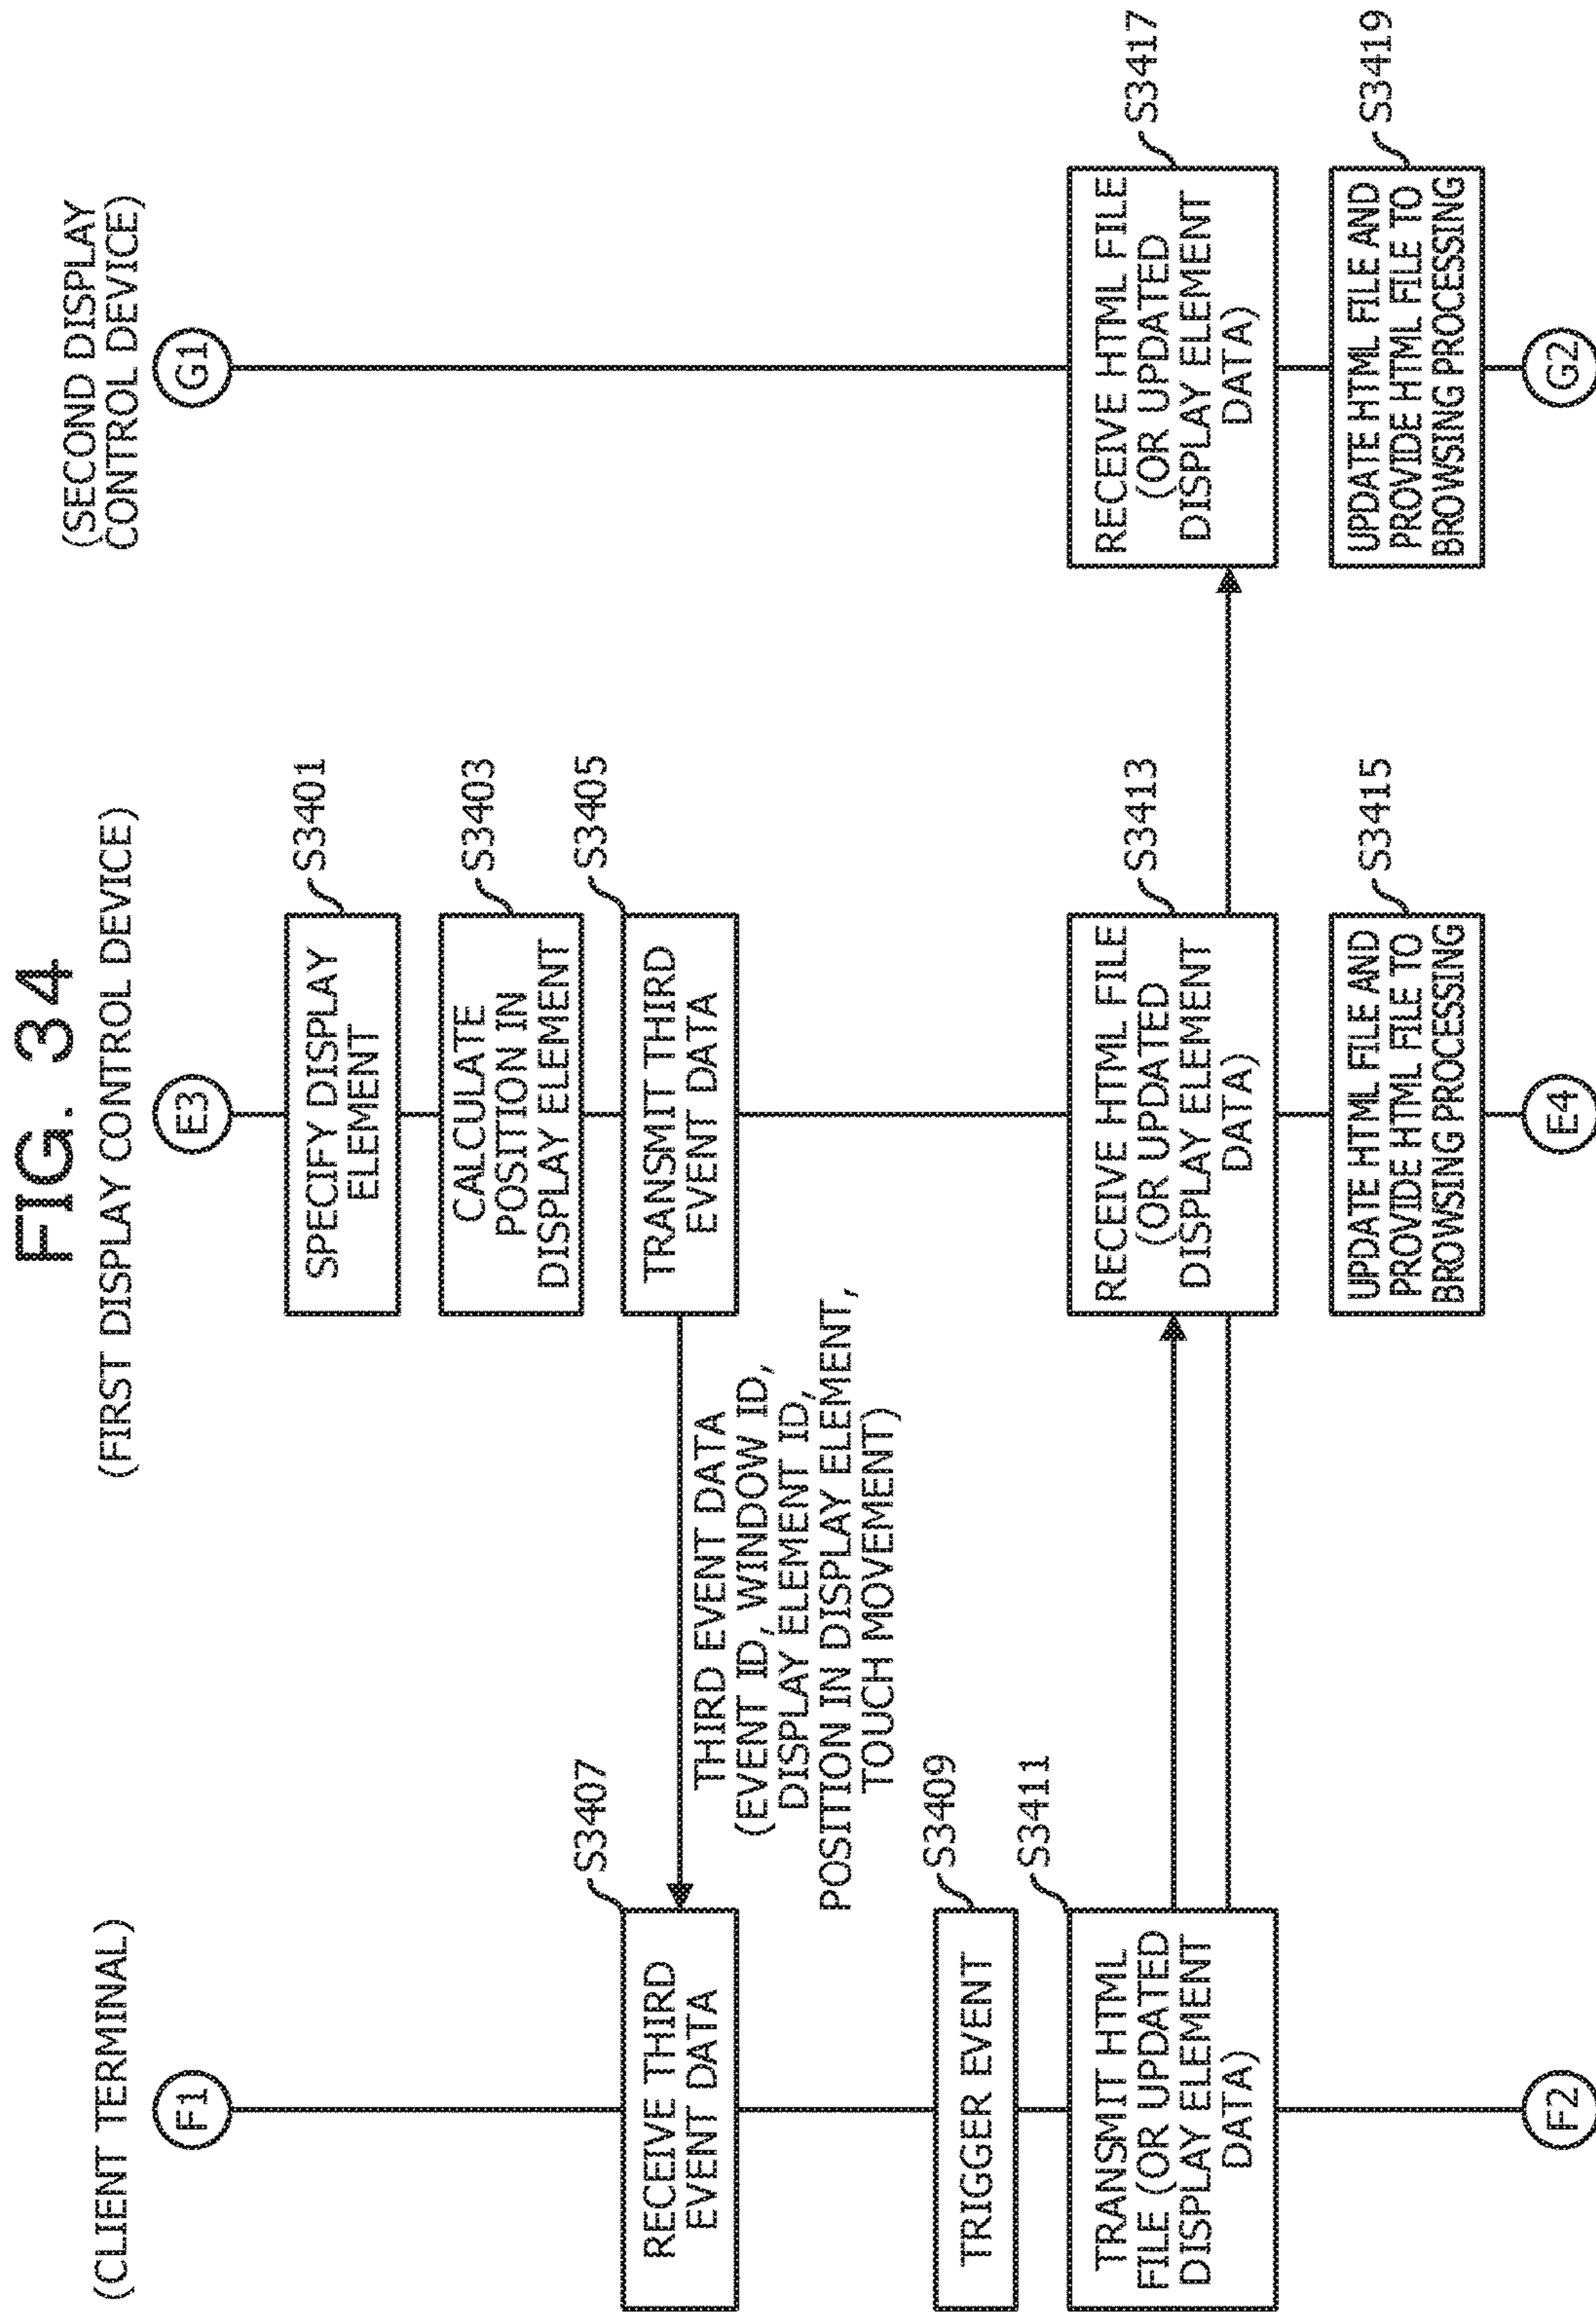 FIG. 34
(CLIENT TERMINAL)
(FIRST DISPLAY CONTROL DEVICE)
(SECOND DISPLAY
CONTROL DEVICE)
F1
E3
G1
SPECIFY DISPLAY
ELEMENT
S3401
CALCULATE
POSITION IN
DISPLAY ELEMENT
S3403
TRANSMIT THIRD
EVENT DATA
S3405
RECEIVE THIRD
EVENT DATA
S3407
THIRD EVENT DATA
(EVENT ID, WINDOW ID,
DISPLAY ELEMENT ID,
POSITION IN DISPLAY ELEMENT,
TOUCH MOVEMENT)
TRIGGER EVENT
S3409
TRANSMIT HTML
FILE (OR UPDATED
DISPLAY ELEMENT
DATA)
S3411
RECEIVE HTML FILE
(OR UPDATED
DISPLAY ELEMENT
DATA)
S3413
RECEIVE HTML FILE
(OR UPDATED
DISPLAY ELEMENT
DATA)
S3417
UPDATE HTML FILE AND
PROVIDE HTML FILE TO
BROWSING PROCESSING
S3415
UPDATE HTML FILE AND
PROVIDE HTML FILE TO
BROWSING PROCESSING
S3419
F2
E4
G2